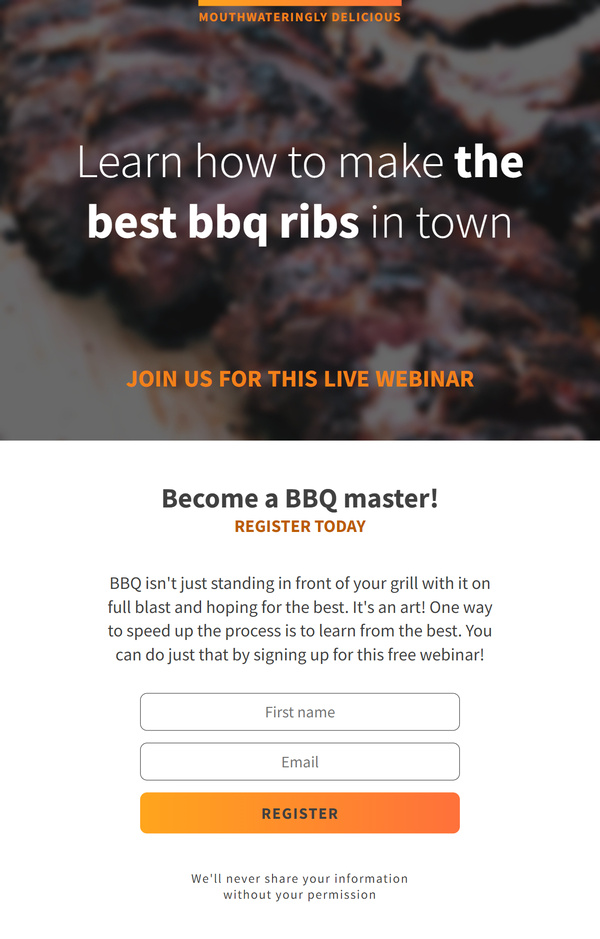 MOUTHWATERINGLY DELICIOUS
Learn how to make the
best bbq ribs in town
JOIN US FOR THIS LIVE WEBINAR
Become a BBQ master!
REGISTER TODAY
BBQ isn't just standing in front of your grill with it on
full blast and hoping for the best. It's an art! One way
to speed up the process is to learn from the best. You
can do just that by signing up for this free webinar!
First name
Email
REGISTER
We'll never share your information
without your permission